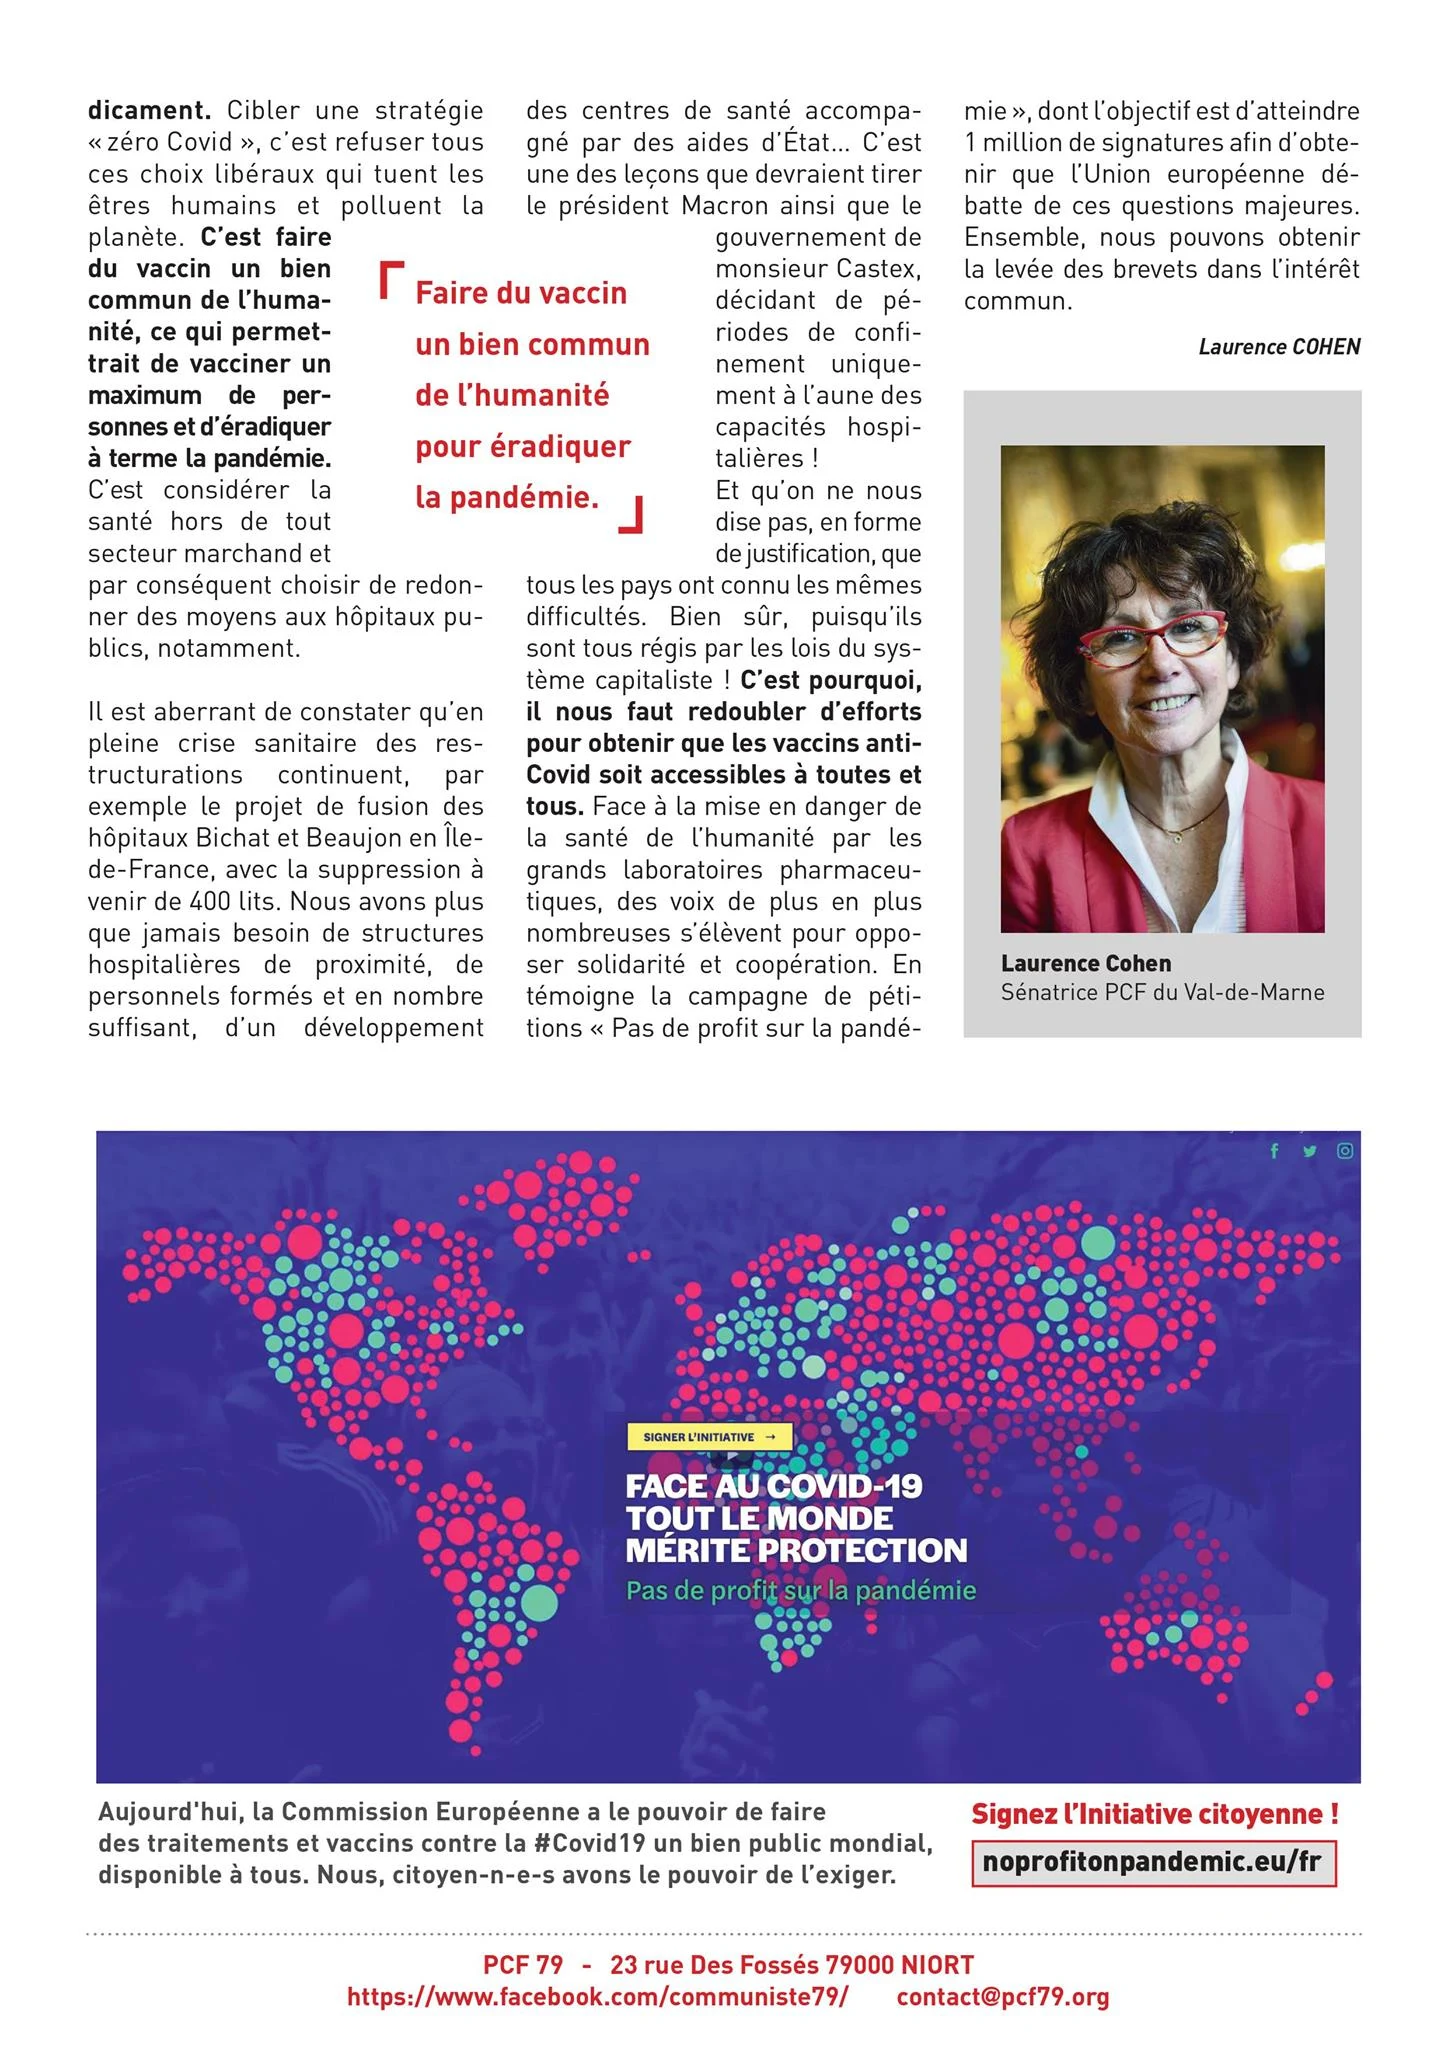 dicament. Cibler une stratégie
« zéro Covid », c’est refuser tous
ces choix libéraux qui tuent les
êtres humains et polluent la
planète. C’est faire
du vaccin un bien
commun de l’huma-
nité, ce qui permet-
trait de vacciner un
maximum de per-
sonnes et d’éradiquer
à terme la pandémie.
C’est considérer la
santé hors de tout
secteur marchand et
par conséquent choisir de redon-
ner des moyens aux hôpitaux pu-
blics, notamment.
Il est aberrant de constater qu’en
pleine crise sanitaire des res-
tructurations continuent, par
exemple le projet de fusion des
hôpitaux Bichat et Beaujon en Île-
de-France, avec la suppression à
venir de 400 lits. Nous avons plus
que jamais besoin de structures
hospitalières de proximité, de
personnels formés et en nombre
suffisant, d’un développement
Faire du vaccin
un bien commun
de l’humanité
pour éradiquer
la pandémie.
des centres de santé accompa-
gné par des aides d’État... C’est
une des leçons que devraient tirer
le président Macron ainsi que le
gouvernement de
monsieur Castex,
décidant de pé-
riodes de confi-
nement unique-
ment à l’aune des
capacités hospi-
talières !
Et qu’on ne nous
dise pas, en forme
de justification, que
tous les pays ont connu les mêmes
difficultés. Bien sûr, puisqu’ils
sont tous régis par les lois du sys-
tème capitaliste ! C’est pourquoi,
il nous faut redoubler d’efforts
pour obtenir que les vaccins anti-
Covid soit accessibles à toutes et
tous. Face à la mise en danger de
la santé de l’humanité par les
grands laboratoires pharmaceu-
tiques, des voix de plus en plus
nombreuses s’élèvent pour oppo-
ser solidarité et coopération. En
témoigne la campagne de péti-
tions « Pas de profit sur la pandé-
mie », dont l’objectif est d’atteindre
1 million de signatures afin d’obte-
nir que l’Union européenne dé-
batte de ces questions majeures.
Ensemble, nous pouvons obtenir
la levée des brevets dans l’intérêt
commun.
Laurence COHEN
Laurence Cohen
Sénatrice PCF du Val-de-Marne
SIGNER L’INITIATIVE →
FACE AU COVID-19
TOUT LE MONDE
MÉRITE PROTECTION
Pas de profit sur la pandémie
Aujourd'hui, la Commission Européenne a le pouvoir de faire
des traitements et vaccins contre la #Covid19 un bien public mondial,
disponible à tous. Nous, citoyen-n-e-s avons le pouvoir de l’exiger.
Signez l’Initiative citoyenne !
noprofitonpandemic.eu/fr
PCF 79 - 23 rue Des Fossés 79000 NIORT
https://www.facebook.com/communiste79/ contact@pcf79.org